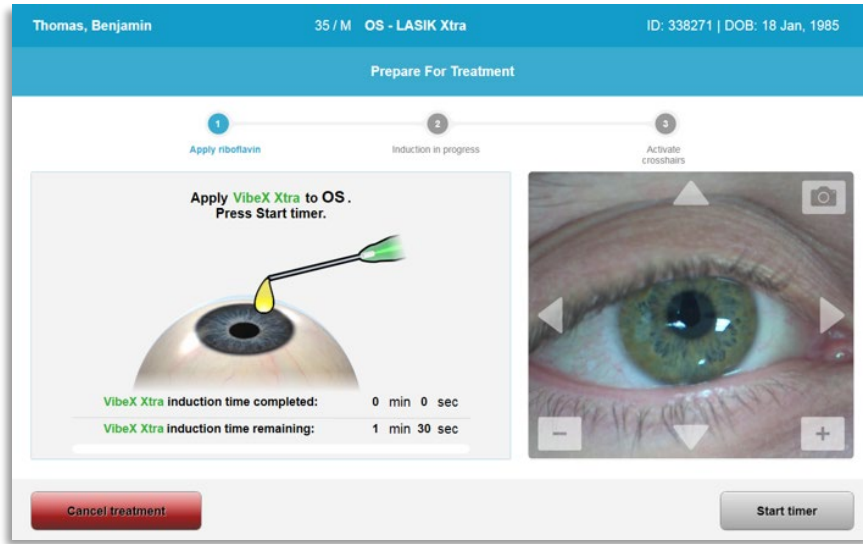 Thomas, Benjamin 35 / M OS - LASIK Xtra ID: 338271 | DOB: 18 Jan, 1985
Prepare For Treatment
1 2 3
Apply riboflavin Induction in progress Activate
crosshairs
Apply VibeX Xtra to OS.
Press Start timer.
VibeX Xtra induction time completed: 0 min 0 sec
VibeX Xtra induction time remaining: 1 min 30 sec
Cancel treatment Start timer